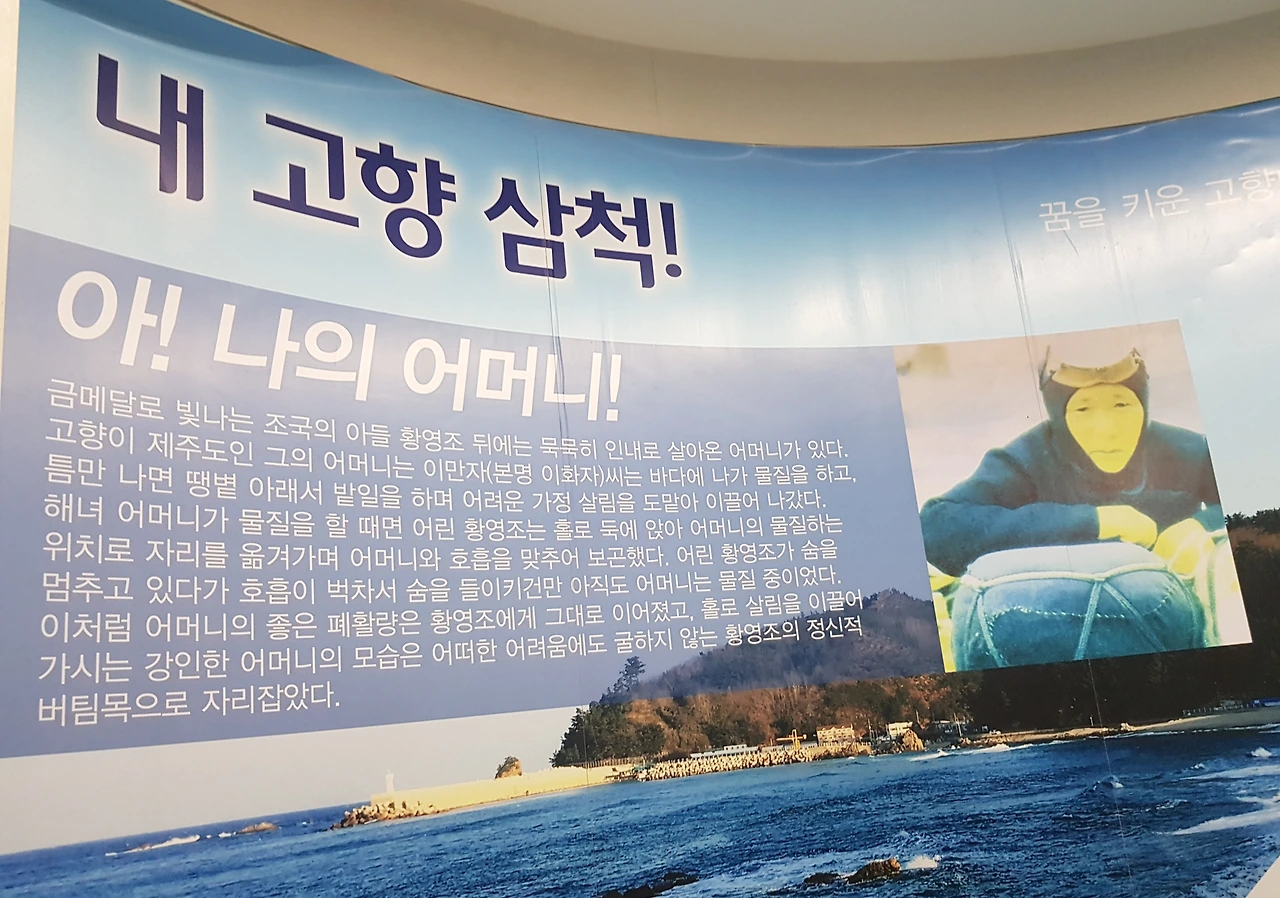 내 고향 삼척!
꿈을 키운 고향
아! 나의 어머니!
금메달로 빛나는 조국의 아들 황영조 뒤에는 묵묵히 인내로 살아온 어머니가 있다.
고향이 제주도인 그의 어머니는 이만자(본명 이화자)씨는 바다에 나가 물질을 하고,
틈만 나면 땡볕 아래서 밭일을 하며 어려운 가정 살림을 도맡아 이끌어 나갔다.
해녀 어머니가 물질을 할 때면 어린 황영조는 홀로 둑에 앉아 어머니의 물질하는
위치로 자리를 옮겨가며 어머니와 호흡을 맞추어 보곤했다. 어린 황영조가 숨을
멈추고 있다가 호흡이 벅차서 숨을 들이키건만 아직도 어머니는 물질 중이었다.
이처럼 어머니의 좋은 폐활량은 황영조에게 그대로 이어졌고, 홀로 살림을 이끌어
가시는 강인한 어머니의 모습은 어떠한 어려움에도 굴하지 않는 황영조의 정신적
버팀목으로 자리잡았다.